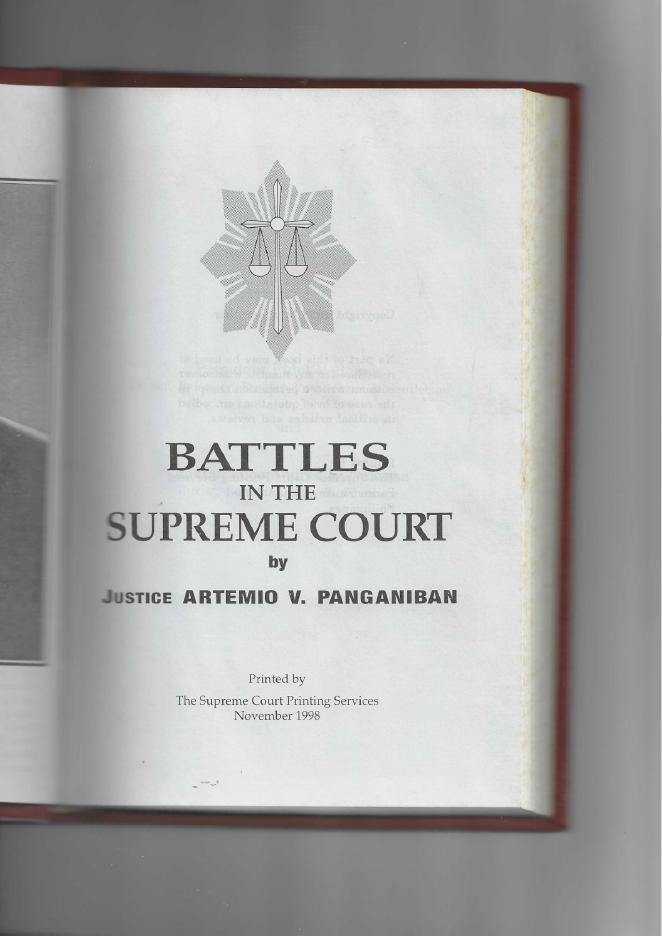 BATTLES
IN THE
SUPREME COURT
by
JUSTICE ARTEMIO V. PANGANIBAN
Printed by
The Supreme Court Printing Services
November 1998